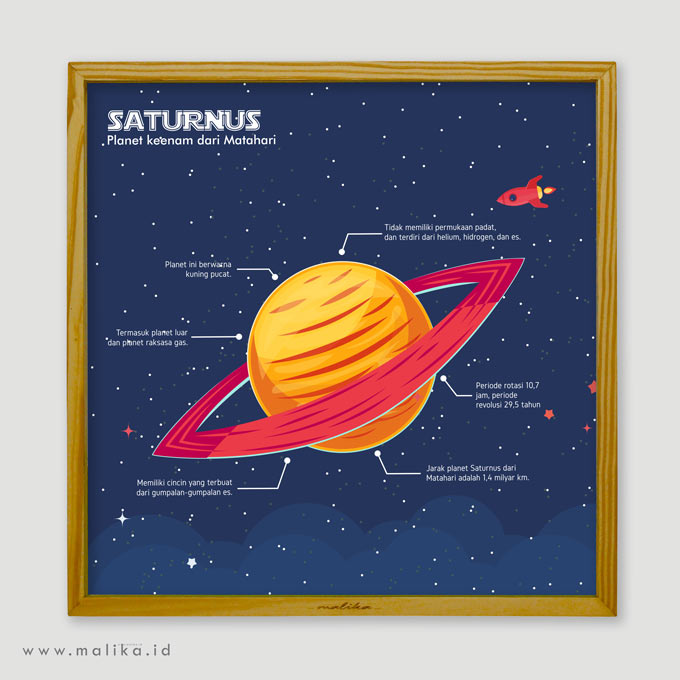 SATURNUS
Planet keenam dari Matahari
Tidak memiliki permukaan padat,
dan terdiri dari helium, hidrogen, dan es.
Planet ini berwarna
kuning pucat.
Termasuk planet luar
dan planet raksasa gas.
Periode rotasi 10,7
jam, periode
revolusi 29,5 tahun
Memiliki cincin yang terbuat
dari gumpalan-gumpalan es.
Jarak planet Saturnus dari
Matahari adalah 1,4 milyar km.
malika
www.malika.id